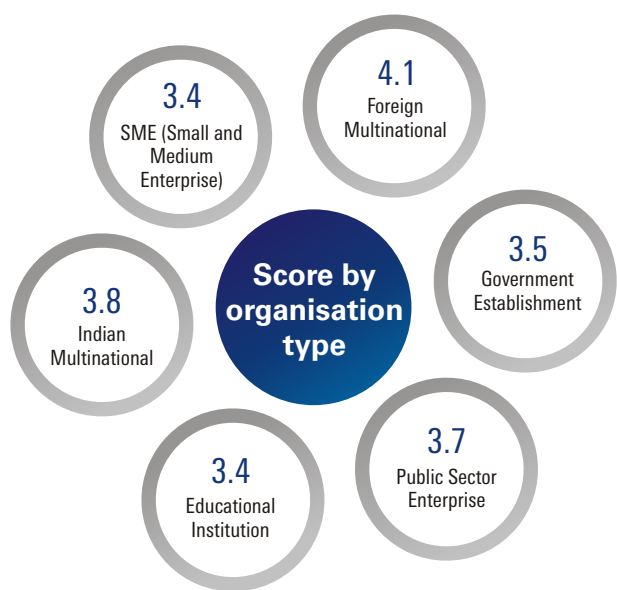 Score by
organisation
type
4.1
Foreign
Multinational
3.5
Government
Establishment
3.7
Public Sector
Enterprise
3.4
Educational
Institution
3.8
Indian
Multinational
3.4
SME (Small and
Medium
Enterprise)